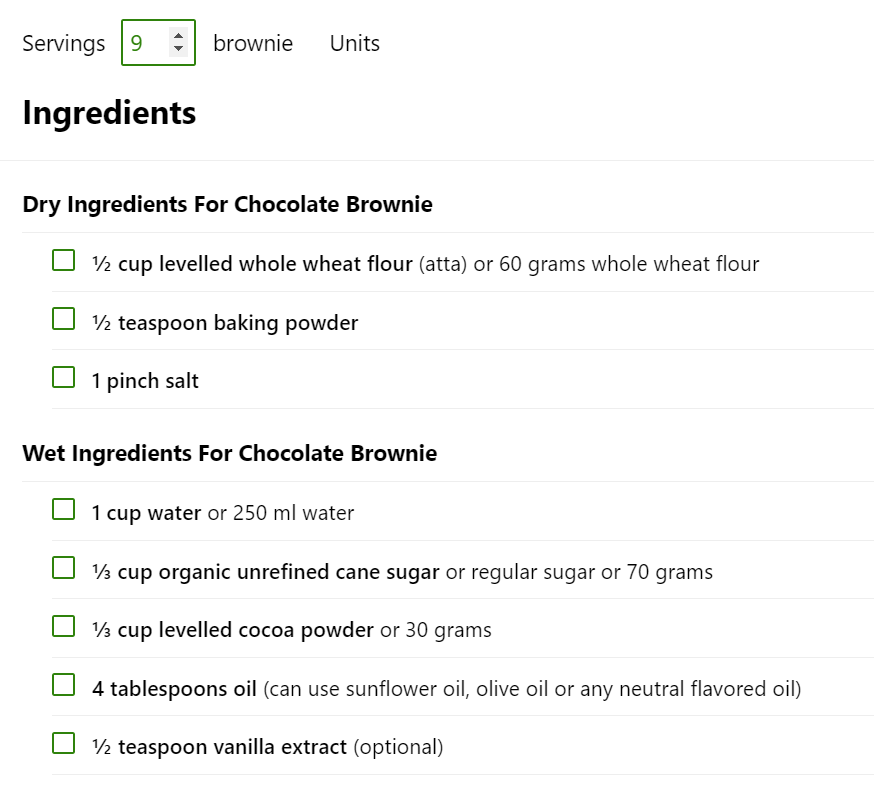 Servings 9 brownie Units
Ingredients
Dry Ingredients For Chocolate Brownie
½ cup levelled whole wheat flour (atta) or 60 grams whole wheat flour
½ teaspoon baking powder
1 pinch salt
Wet Ingredients For Chocolate Brownie
1 cup water or 250 ml water
⅓ cup organic unrefined cane sugar or regular sugar or 70 grams
⅓ cup levelled cocoa powder or 30 grams
4 tablespoons oil (can use sunflower oil, olive oil or any neutral flavored oil)
½ teaspoon vanilla extract (optional)